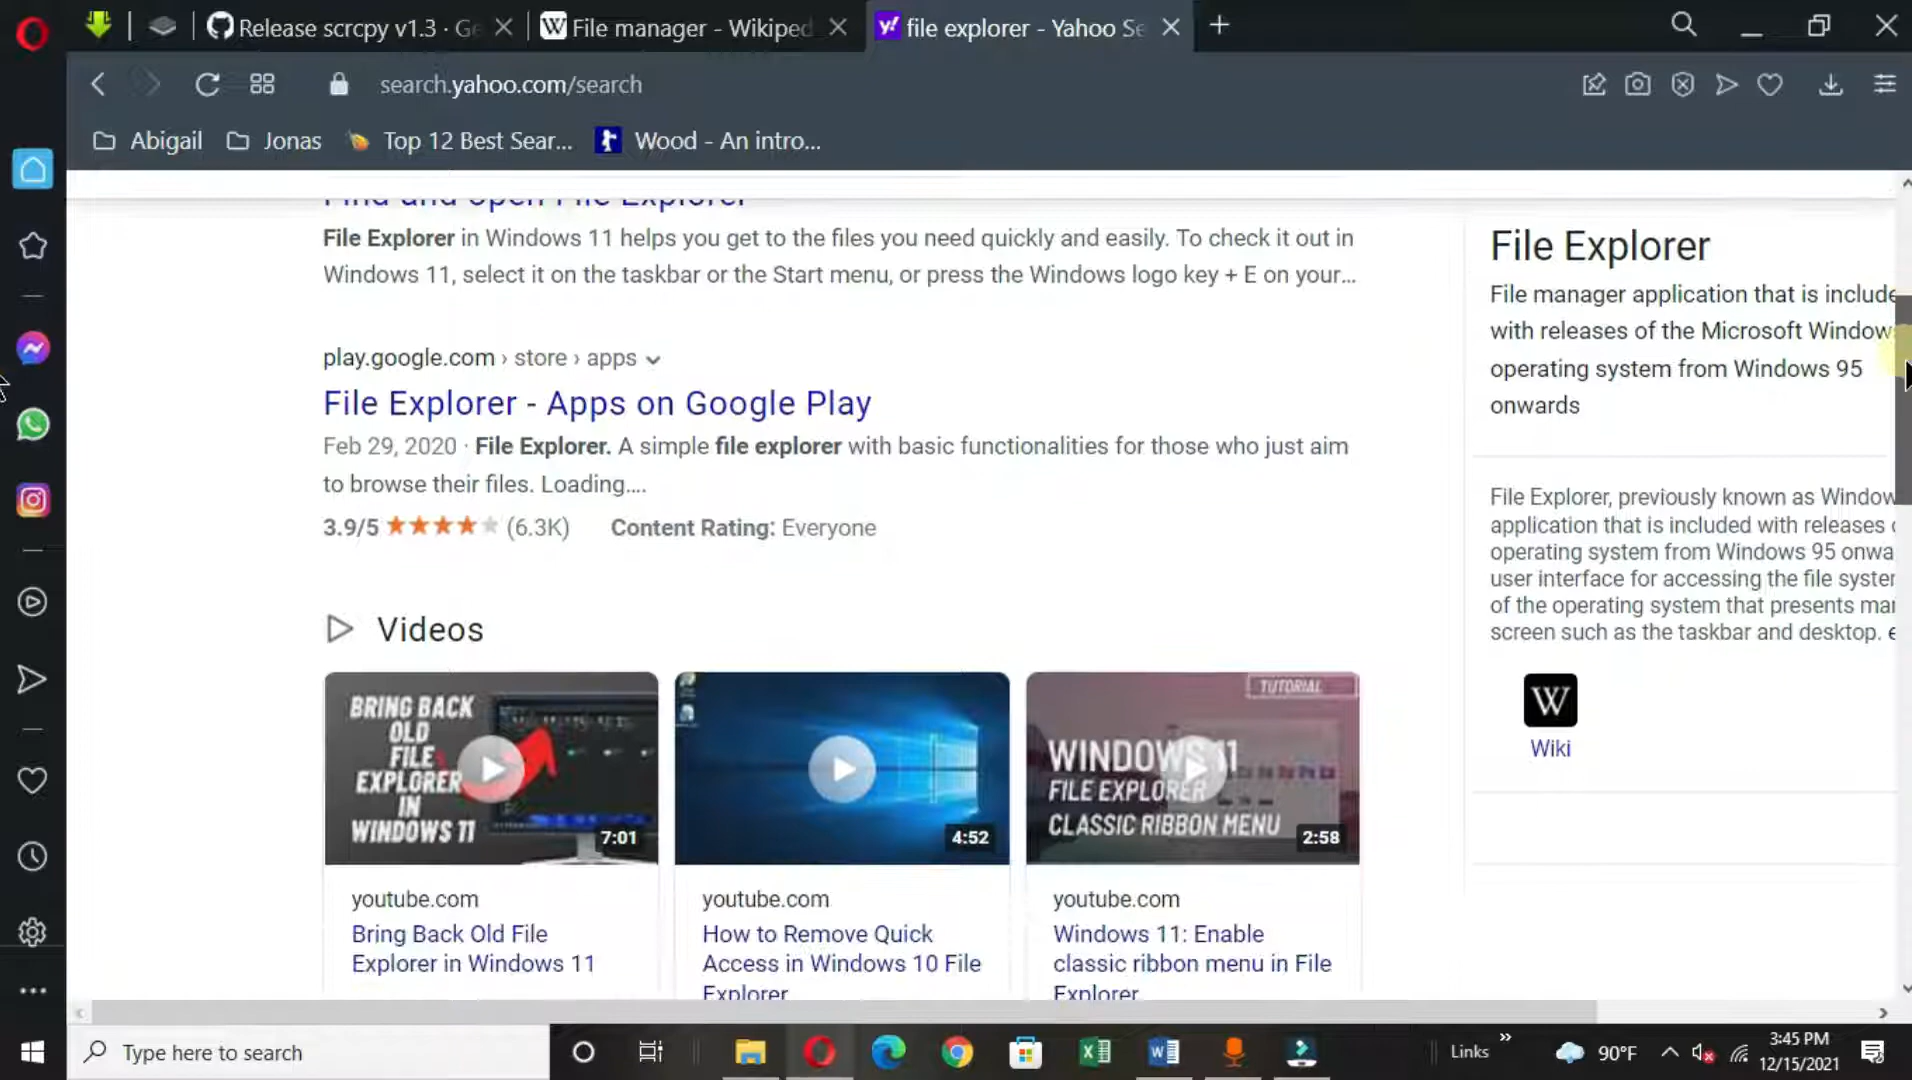 Release scrcpy v1.3 · Ge
File manager - Wikiped
file explorer - Yahoo Se
search.yahoo.com/search
Abigail
Jonas
Top 12 Best Sear...
Wood - An intro...
Find and open File Explorer
File Explorer in Windows 11 helps you get to the files you need quickly and easily. To check it out in
Windows 11, select it on the taskbar or the Start menu, or press the Windows logo key + E on your...
play.google.com › store › apps
File Explorer - Apps on Google Play
Feb 29, 2020 · File Explorer. A simple file explorer with basic functionalities for those who just aim
to browse their files. Loading....
3.9/5 (6.3K) Content Rating: Everyone
Videos
BRING BACK
OLD
FILE
EXPLORER
IN
WINDOWS 11
7:01
4:52
TUTORIAL
WINDOWS 11
FILE EXPLORER
CLASSIC RIBBON MENU
2:58
youtube.com
Bring Back Old File
Explorer in Windows 11
youtube.com
How to Remove Quick
Access in Windows 10 File
Explorer
youtube.com
Windows 11: Enable
classic ribbon menu in File
Explorer
File Explorer
File manager application that is include
with releases of the Microsoft Window
operating system from Windows 95
onwards
File Explorer, previously known as Window
application that is included with releases o
operating system from Windows 95 onwa
user interface for accessing the file syster
of the operating system that presents mar
screen such as the taskbar and desktop. e
W
Wiki
Type here to search
Links
90°F
3:45 PM
12/15/2021